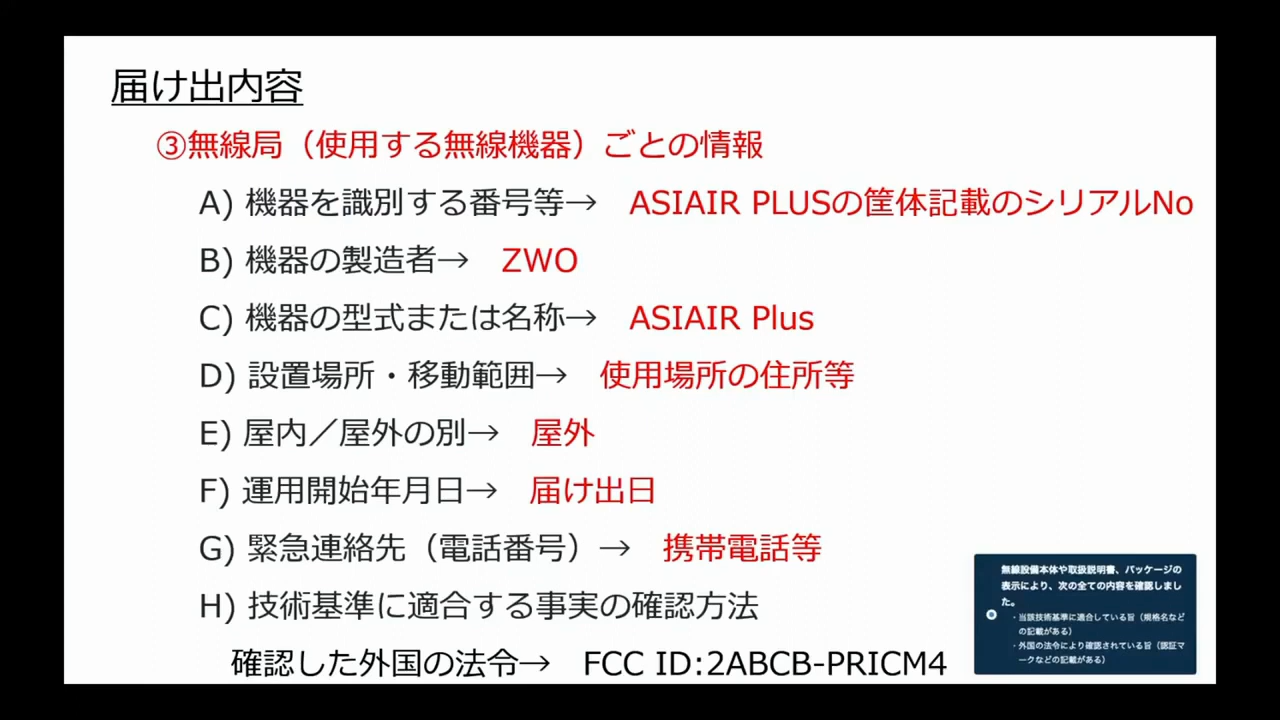 届け出内容
③無線局（使用する無線機器）ごとの情報
A) 機器を識別する番号等→　ASIAIR PLUSの筐体記載のシリアルNo
B) 機器の製造者→　ZWO
C) 機器の型式または名称→　ASIAIR Plus
D) 設置場所・移動範囲→　使用場所の住所等
E) 屋内／屋外の別→　屋外
F) 運用開始年月日→　届け出日
G) 緊急連絡先（電話番号）→　携帯電話等
H) 技術基準に適合する事実の確認方法
確認した外国の法令→　FCC ID:2ABCB-PRICM4
無線設備本体や取扱説明書、パッケージの
表示により、次の全ての内容を確認しまし
た。
・当該技術基準に適合している旨（規格名など
の記載がある）
・外国の法令により確認されている旨（認証マ
ークなどの記載がある）